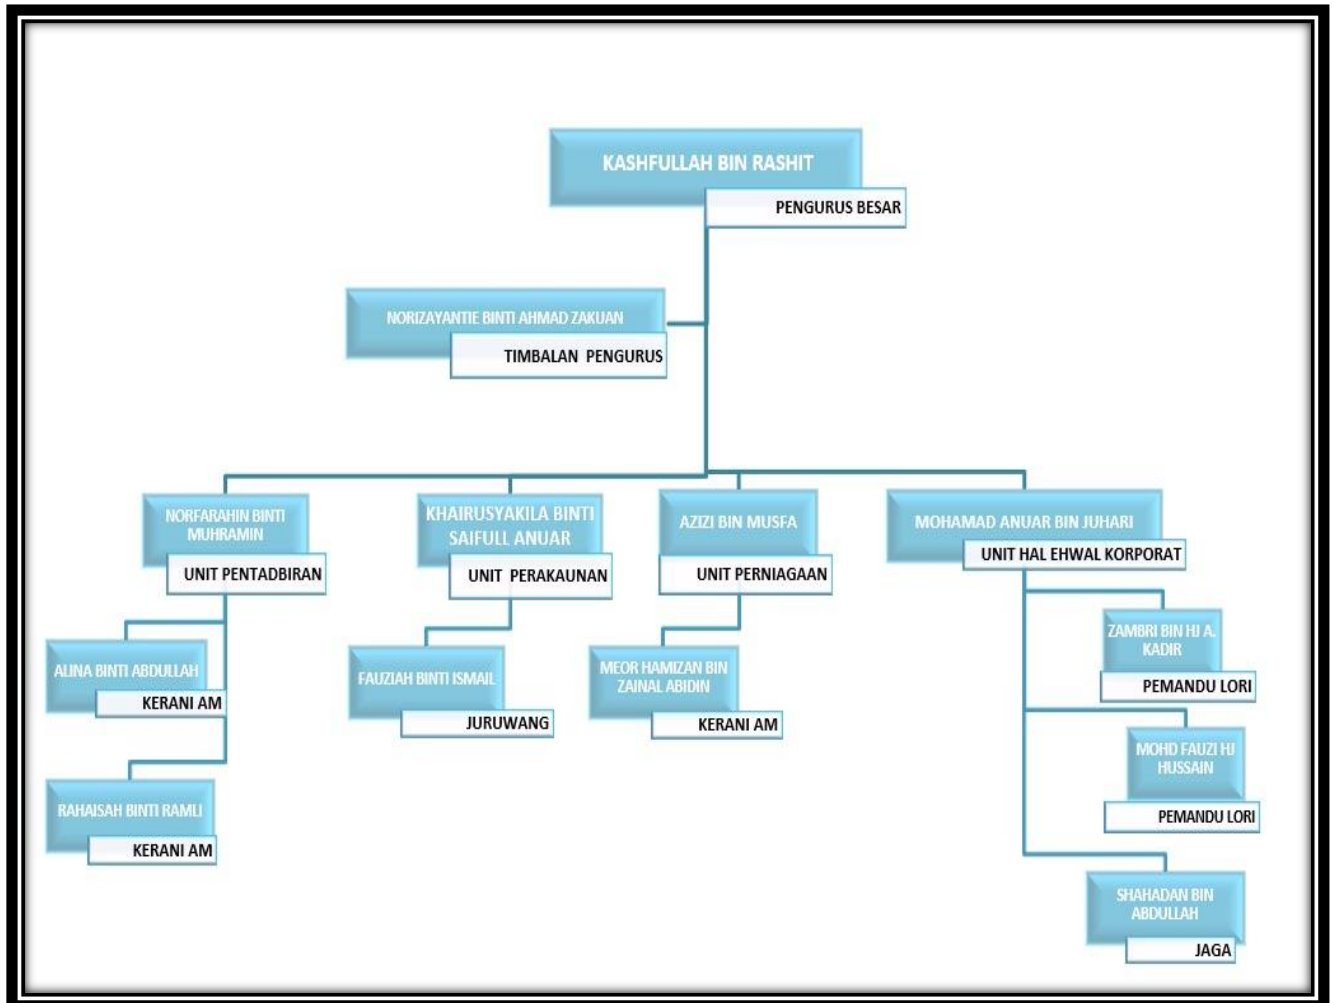 KASHFULLAH BIN RASHIT
PENGURUS BESAR
NORIZAYANTIE BINTI AHMAD ZAKUAN
TIMBALAN PENGURUS
NORFARAHIN BINTI
MUHRAMIN
UNIT PENTADBIRAN
KHAIRUSYAKILA BINTI
SAIFULL ANUAR
UNIT PERAKAUNAN
AZIZI BIN MUSFA
UNIT PERNIAGAAN
MOHAMAD ANUAR BIN JUHARI
UNIT HAL EHWAL KORPORAT
ALINA BINTI ABDULLAH
KERANI AM
RAHAISAH BINTI RAMLI
KERANI AM
FAUZIAH BINTI ISMAIL
JURUWANG
MEOR HAMIZAN BIN
ZAINAL ABIDIN
KERANI AM
ZAMBRI BIN HJ A.
KADIR
PEMANDU LORI
MOHD FAUZI HJ
HUSSAIN
PEMANDU LORI
SHAHADAN BIN
ABDULLAH
JAGA